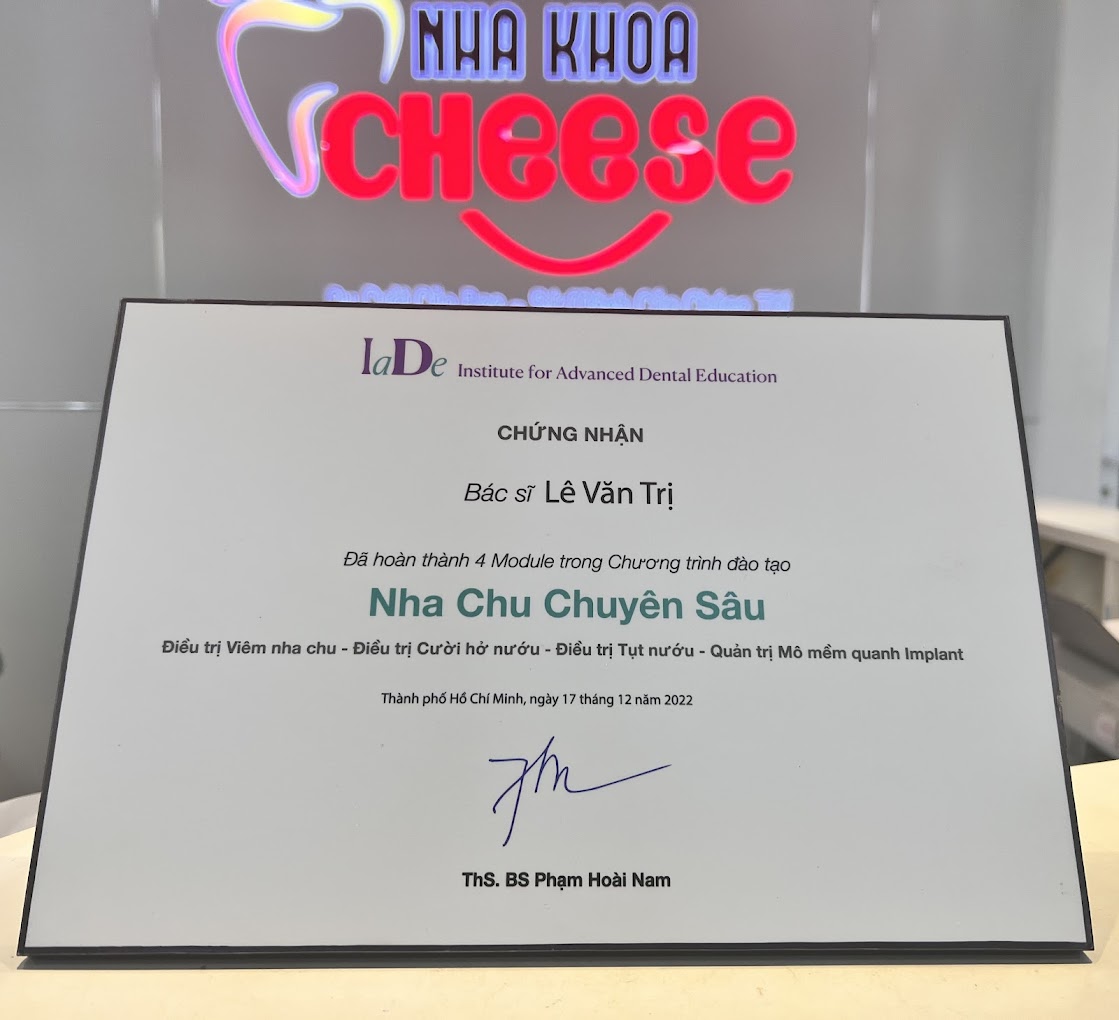 NHA KHOA
CHEESE
IaDe Institute for Advanced Dental Education
CHỨNG NHẬN
Bác sĩ Lê Văn Trị
Đã hoàn thành 4 Module trong Chương trình đào tạo
Nha Chu Chuyên Sâu
Điều trị Viêm nha chu - Điều trị Cười hở nướu - Điều trị Tụt nướu - Quản trị Mô mềm quanh Implant
Thành phố Hồ Chí Minh, ngày 17 tháng 12 năm 2022
ThS. BS Phạm Hoài Nam